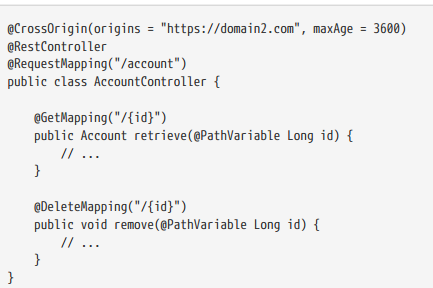 @CrossOrigin(origins = "https://domain2.com", maxAge = 3600)
@RestController
@RequestMapping("/account")
public class AccountController {
    @GetMapping("/{id}")
    public Account retrieve(@PathVariable Long id) {
        // ...
    }
    @DeleteMapping("/{id}")
    public void remove(@PathVariable Long id) {
        // ...
    }
}